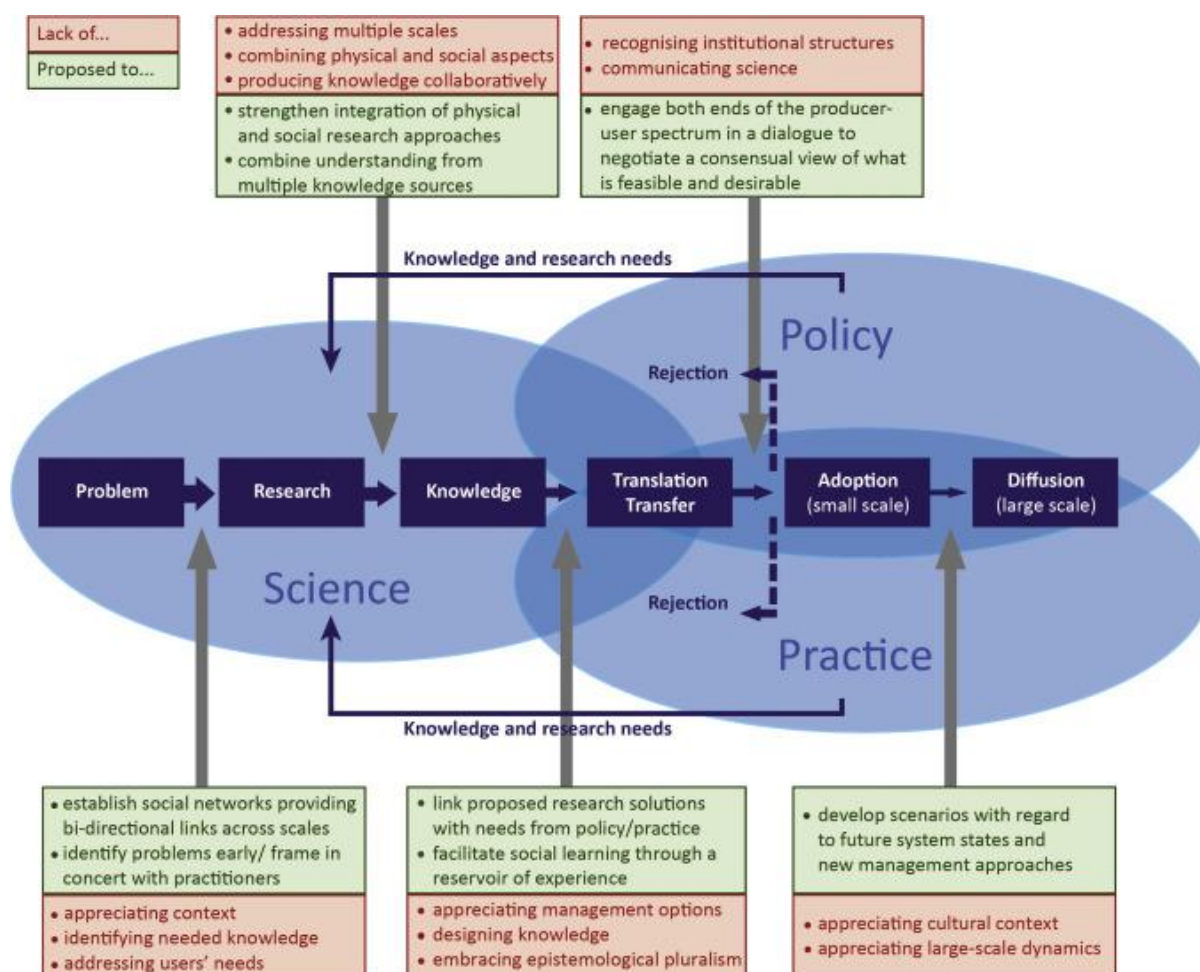 Lack of...
Proposed to...
• addressing multiple scales
• combining physical and social aspects
• producing knowledge collaboratively
• strengthen integration of physical
and social research approaches
• combine understanding from
multiple knowledge sources
• recognising institutional structures
• communicating science
• engage both ends of the producer-
user spectrum in a dialogue to
negotiate a consensual view of what
is feasible and desirable
Knowledge and research needs
Policy
Rejection
Problem
Research
Knowledge
Translation
Transfer
Adoption
(small scale)
Diffusion
(large scale)
Science
Rejection
Practice
Knowledge and research needs
• establish social networks providing
bi-directional links across scales
• identify problems early/ frame in
concert with practitioners
• appreciating context
• identifying needed knowledge
• addressing users' needs
• link proposed research solutions
with needs from policy/practice
• facilitate social learning through a
reservoir of experience
• appreciating management options
• designing knowledge
• embracing epistemological pluralism
• develop scenarios with regard
to future system states and
new management approaches
• appreciating cultural context
• appreciating large-scale dynamics